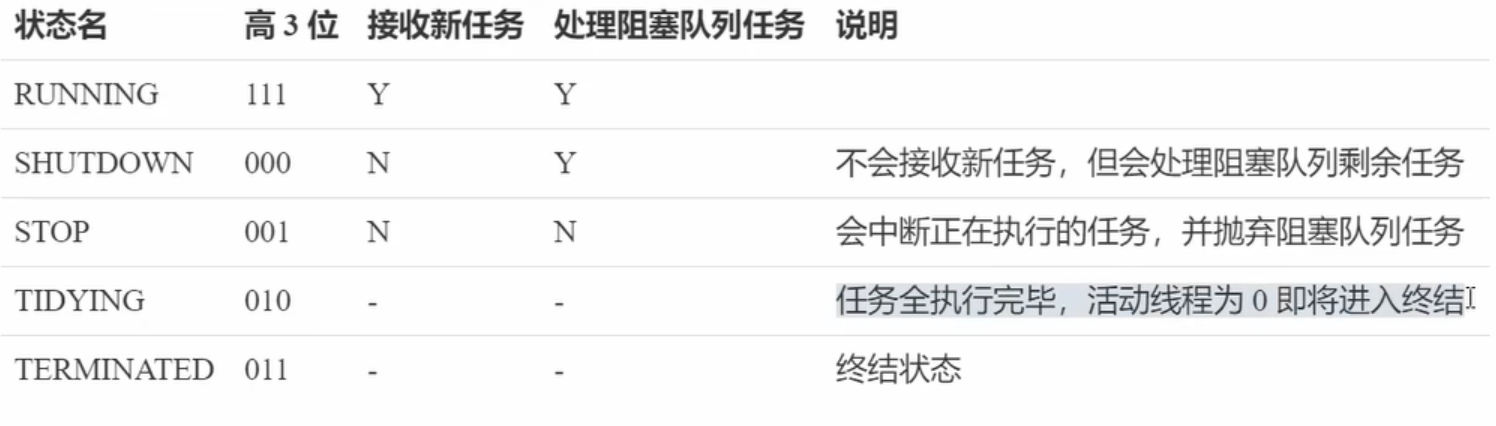 状态名 高 3 位 接收新任务 处理阻塞队列任务 说明
RUNNING 111 Y Y
SHUTDOWN 000 N Y 不会接收新任务，但会处理阻塞队列剩余任务
STOP 001 N N 会中断正在执行的任务，并抛弃阻塞队列任务
TIDYING 010 - - 任务全执行完毕，活动线程为 0 即将进入终结
TERMINATED 011 - - 终结状态